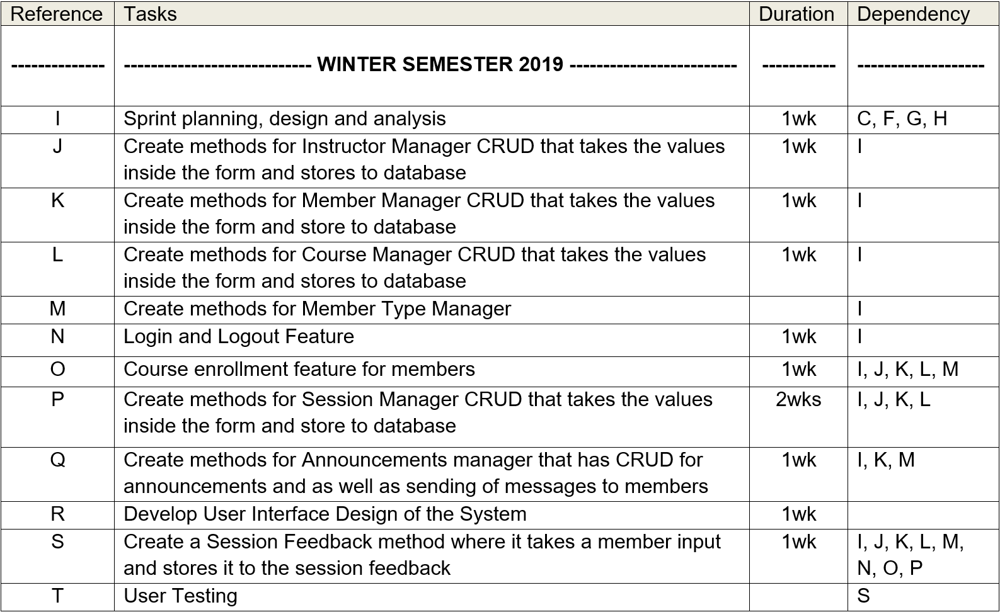 Reference Tasks Duration Dependency
-------------- ---------------------------- WINTER SEMESTER 2019 ------------------------- ----------- -------------------
I Sprint planning, design and analysis 1wk C, F, G, H
J Create methods for Instructor Manager CRUD that takes the values 1wk I
inside the form and stores to database
K Create methods for Member Manager CRUD that takes the values 1wk I
inside the form and store to database
L Create methods for Course Manager CRUD that takes the values 1wk I
inside the form and stores to database
M Create methods for Member Type Manager I
N Login and Logout Feature 1wk I
O Course enrollment feature for members 1wk I, J, K, L, M
P Create methods for Session Manager CRUD that takes the values 2wks I, J, K, L
inside the form and store to database
Q Create methods for Announcements manager that has CRUD for 1wk I, K, M
announcements and as well as sending of messages to members
R Develop User Interface Design of the System 1wk
S Create a Session Feedback method where it takes a member input 1wk I, J, K, L, M,
and stores it to the session feedback N, O, P
T User Testing S